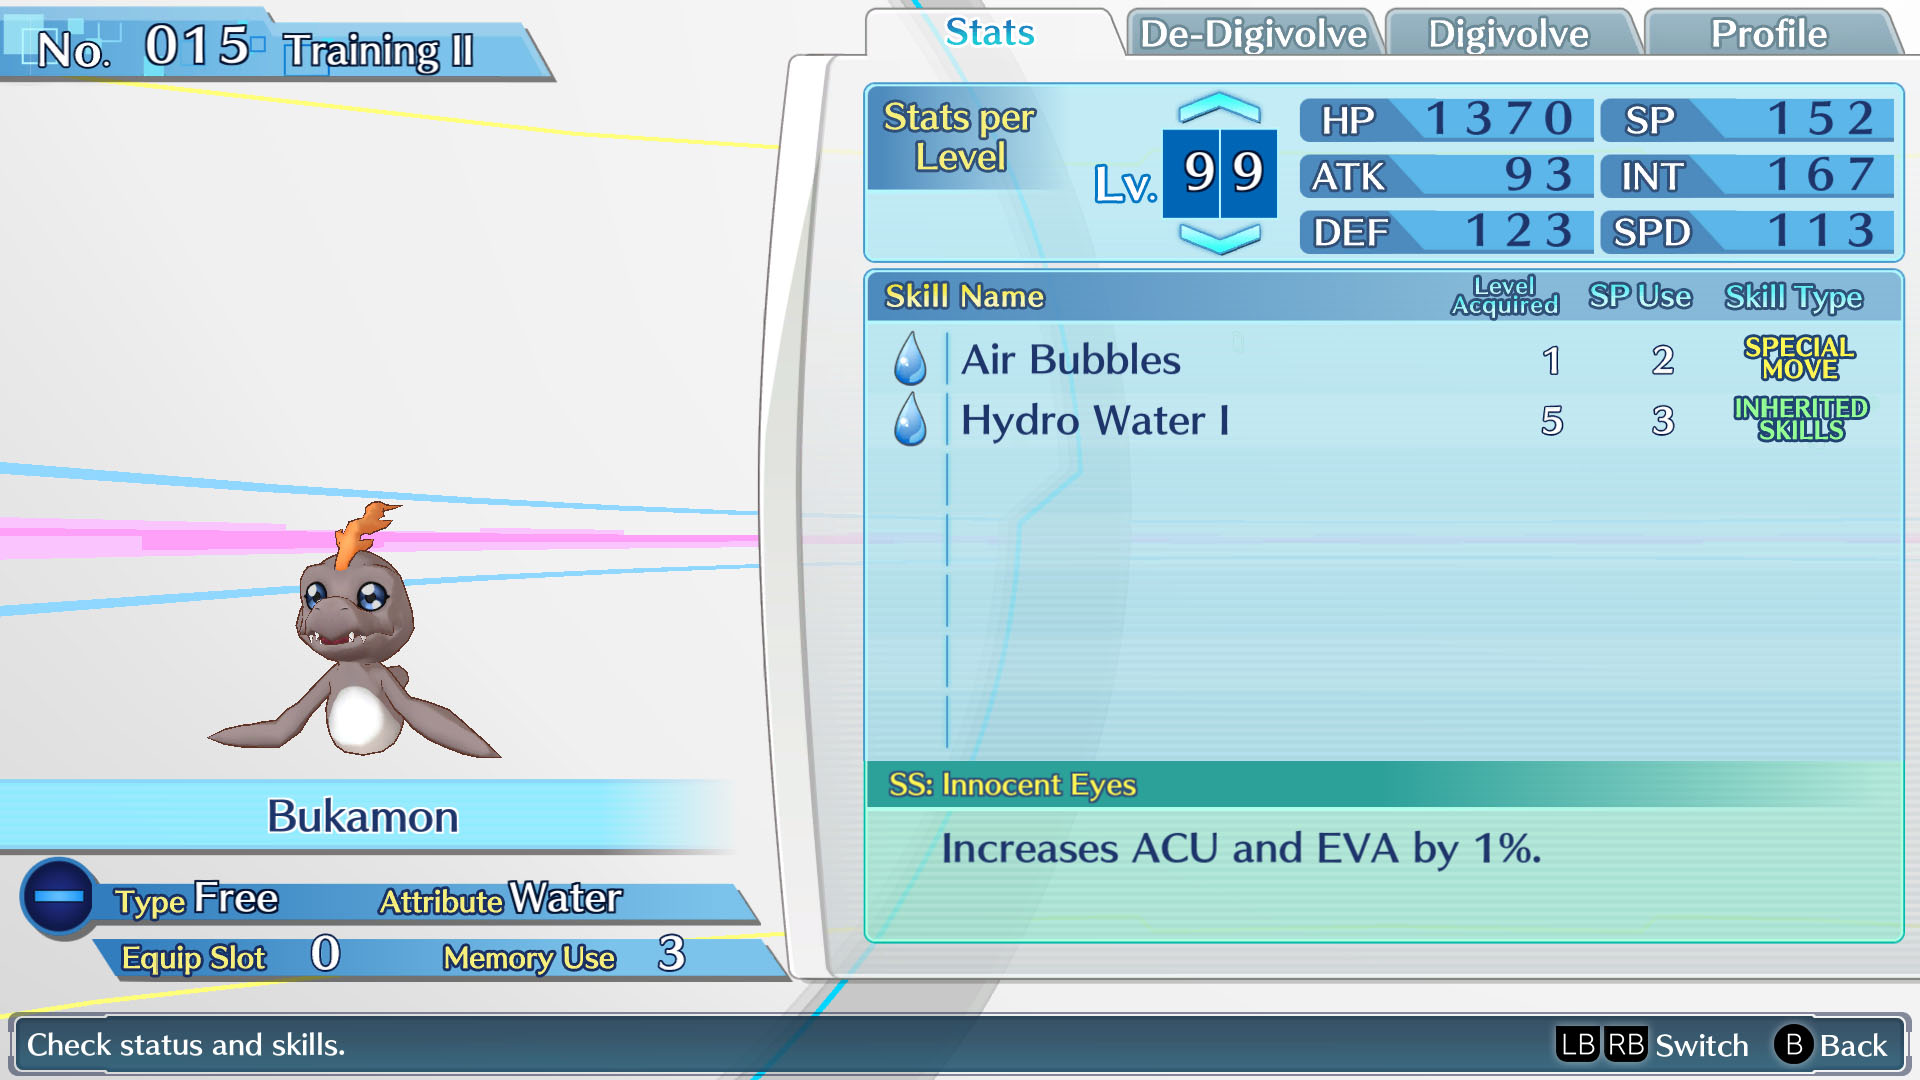 No. 015 Training II
Stats
De-Digivolve
Digivolve
Profile
Stats per
Level
Lv. 99
HP 1370
SP 152
ATK 93
INT 167
DEF 123
SPD 113
Skill Name
Level
Acquired
SP Use
Skill Type
Air Bubbles 1 2 SPECIAL
MOVE
Hydro Water I 5 3 INHERITED
SKILLS
SS: Innocent Eyes
Increases ACU and EVA by 1%.
Bukamon
Type Free Attribute Water
Equip Slot 0 Memory Use 3
Check status and skills.
LB RB Switch B Back